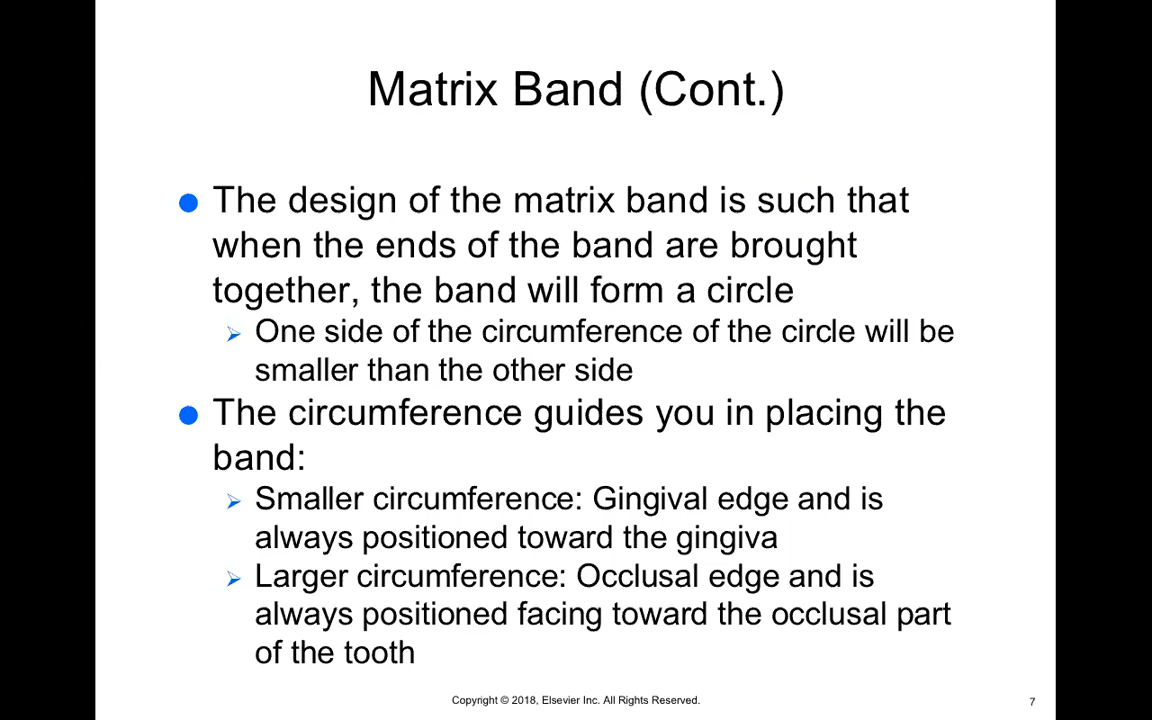 Matrix Band (Cont.)
The design of the matrix band is such that
when the ends of the band are brought
together, the band will form a circle
One side of the circumference of the circle will be
smaller than the other side
The circumference guides you in placing the
band:
Smaller circumference: Gingival edge and is
always positioned toward the gingiva
Larger circumference: Occlusal edge and is
always positioned facing toward the occlusal part
of the tooth
Copyright © 2018, Elsevier Inc. All Rights Reserved.
7